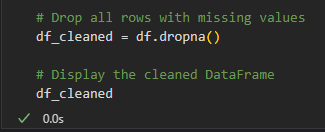 # Drop all rows with missing values
df_cleaned = df.dropna()
# Display the cleaned DataFrame
df_cleaned
0.0s